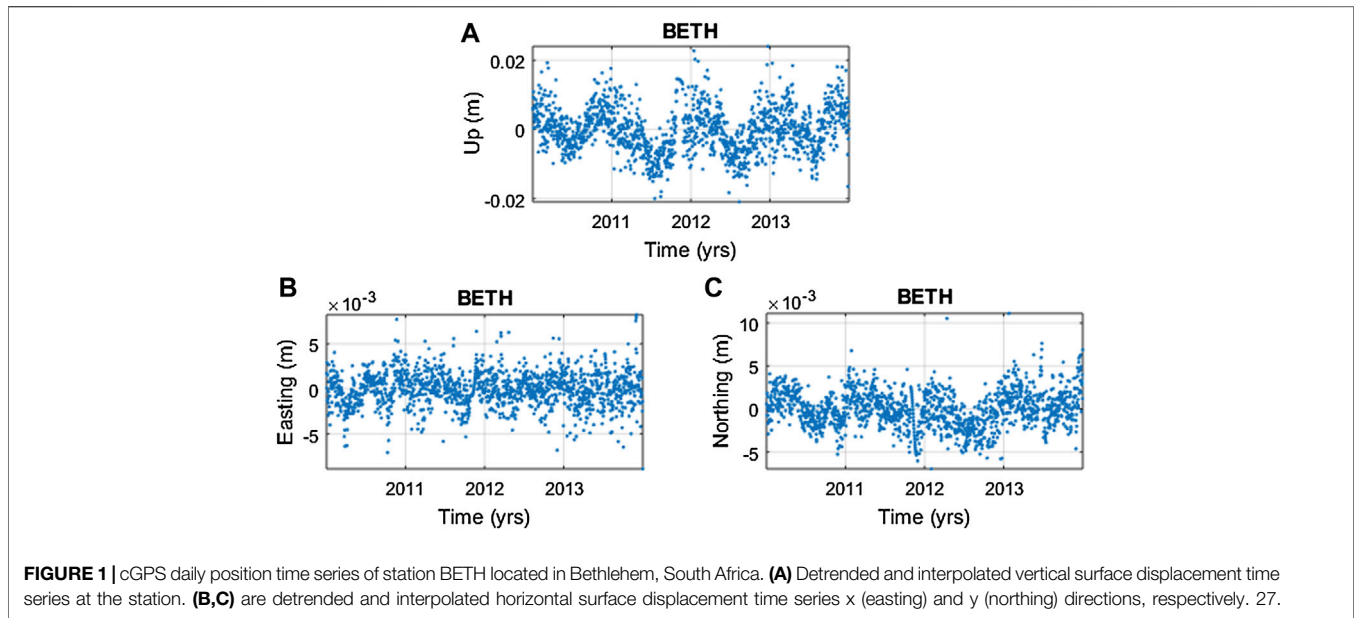 A
BETH
0.02
0
-0.02
Up (m)
2011 2012 2013
Time (yrs)
B
× 10⁻³
BETH
5
0
-5
Easting (m)
2011 2012 2013
Time (yrs)
C
× 10⁻³
BETH
10
5
0
-5
Northing (m)
2011 2012 2013
Time (yrs)
FIGURE 1 | cGPS daily position time series of station BETH located in Bethlehem, South Africa. (A) Detrended and interpolated vertical surface displacement time
series at the station. (B,C) are detrended and interpolated horizontal surface displacement time series x (easting) and y (northing) directions, respectively. 27.